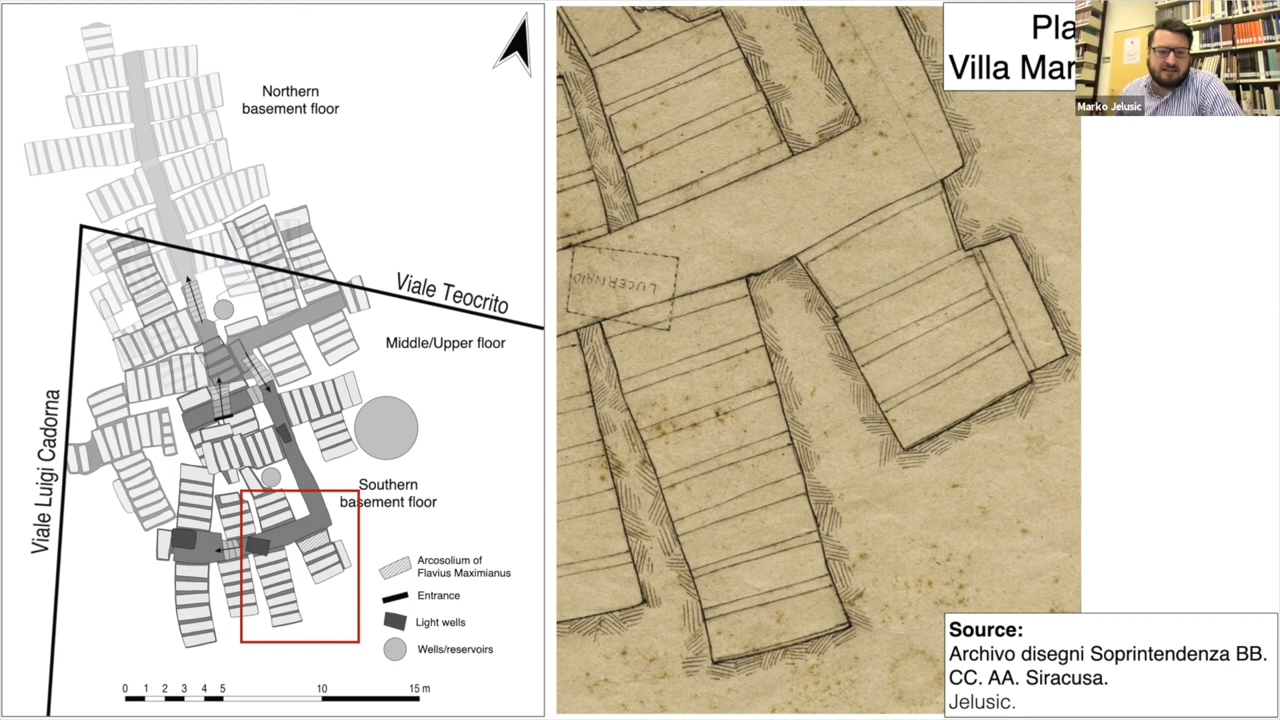 Northern
basement floor
Viale Teocrito
Middle/Upper floor
Viale Luigi Cadorna
Southern
basement floor
Arcosolium of
Flavius Maximianus
Entrance
Light wells
Wells/reservoirs
0 1 2 3 4 5 10 15 m
LUCERNAIO
Pla
Villa Mar
Marko Jelusic
Source:
Archivo disegni Soprintendenza BB.
CC. AA. Siracusa.
Jelusic.